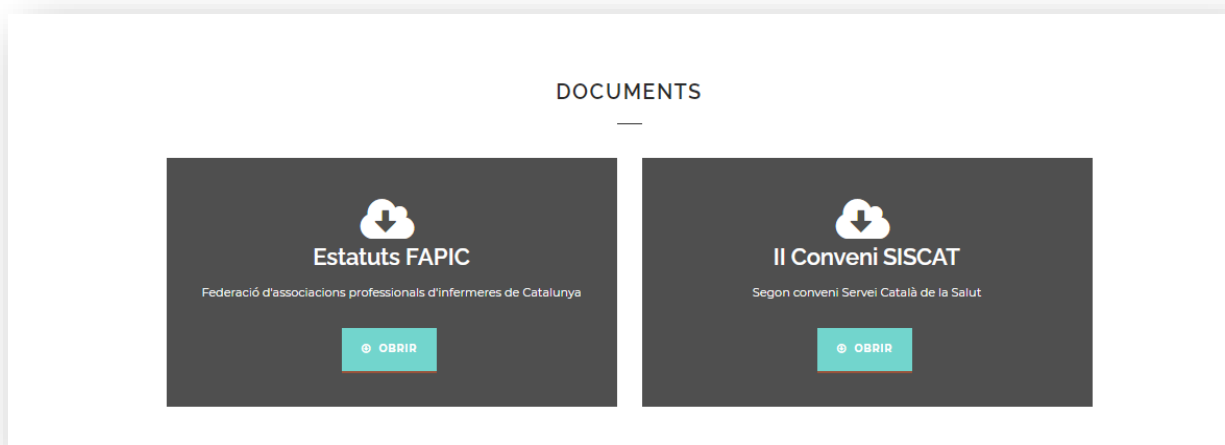 DOCUMENTS
Estatuts FAPIC
Federació d'associacions professionals d'infermeres de Catalunya
OBRIR
II Conveni SISCAT
Segon conveni Servei Català de la Salut
OBRIR